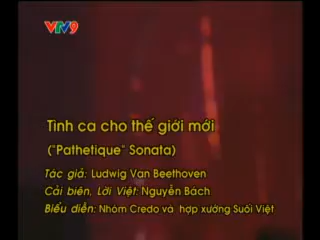 VTV9
Tình ca cho thế giới mới
("Pathetique" Sonata)
Tác giả: Ludwig Van Beethoven
Cải biên, Lời Việt: Nguyễn Bách
Biểu diễn: Nhóm Credo và hợp xướng Suối Việt